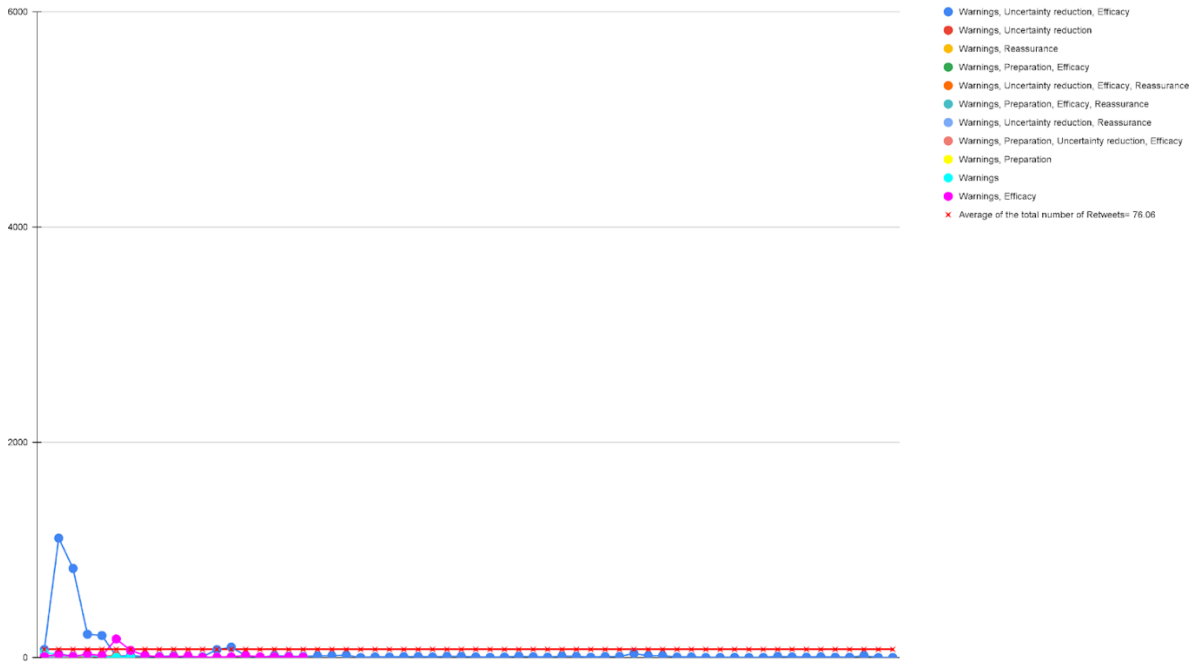 6000
4000
2000
0
Warnings, Uncertainty reduction, Efficacy
Warnings, Uncertainty reduction
Warnings, Reassurance
Warnings, Preparation, Efficacy
Warnings, Uncertainty reduction, Efficacy, Reassurance
Warnings, Preparation, Efficacy, Reassurance
Warnings, Uncertainty reduction, Reassurance
Warnings, Preparation, Uncertainty reduction, Efficacy
Warnings, Preparation
Warnings
Warnings, Efficacy
Average of the total number of Retweets= 76.06